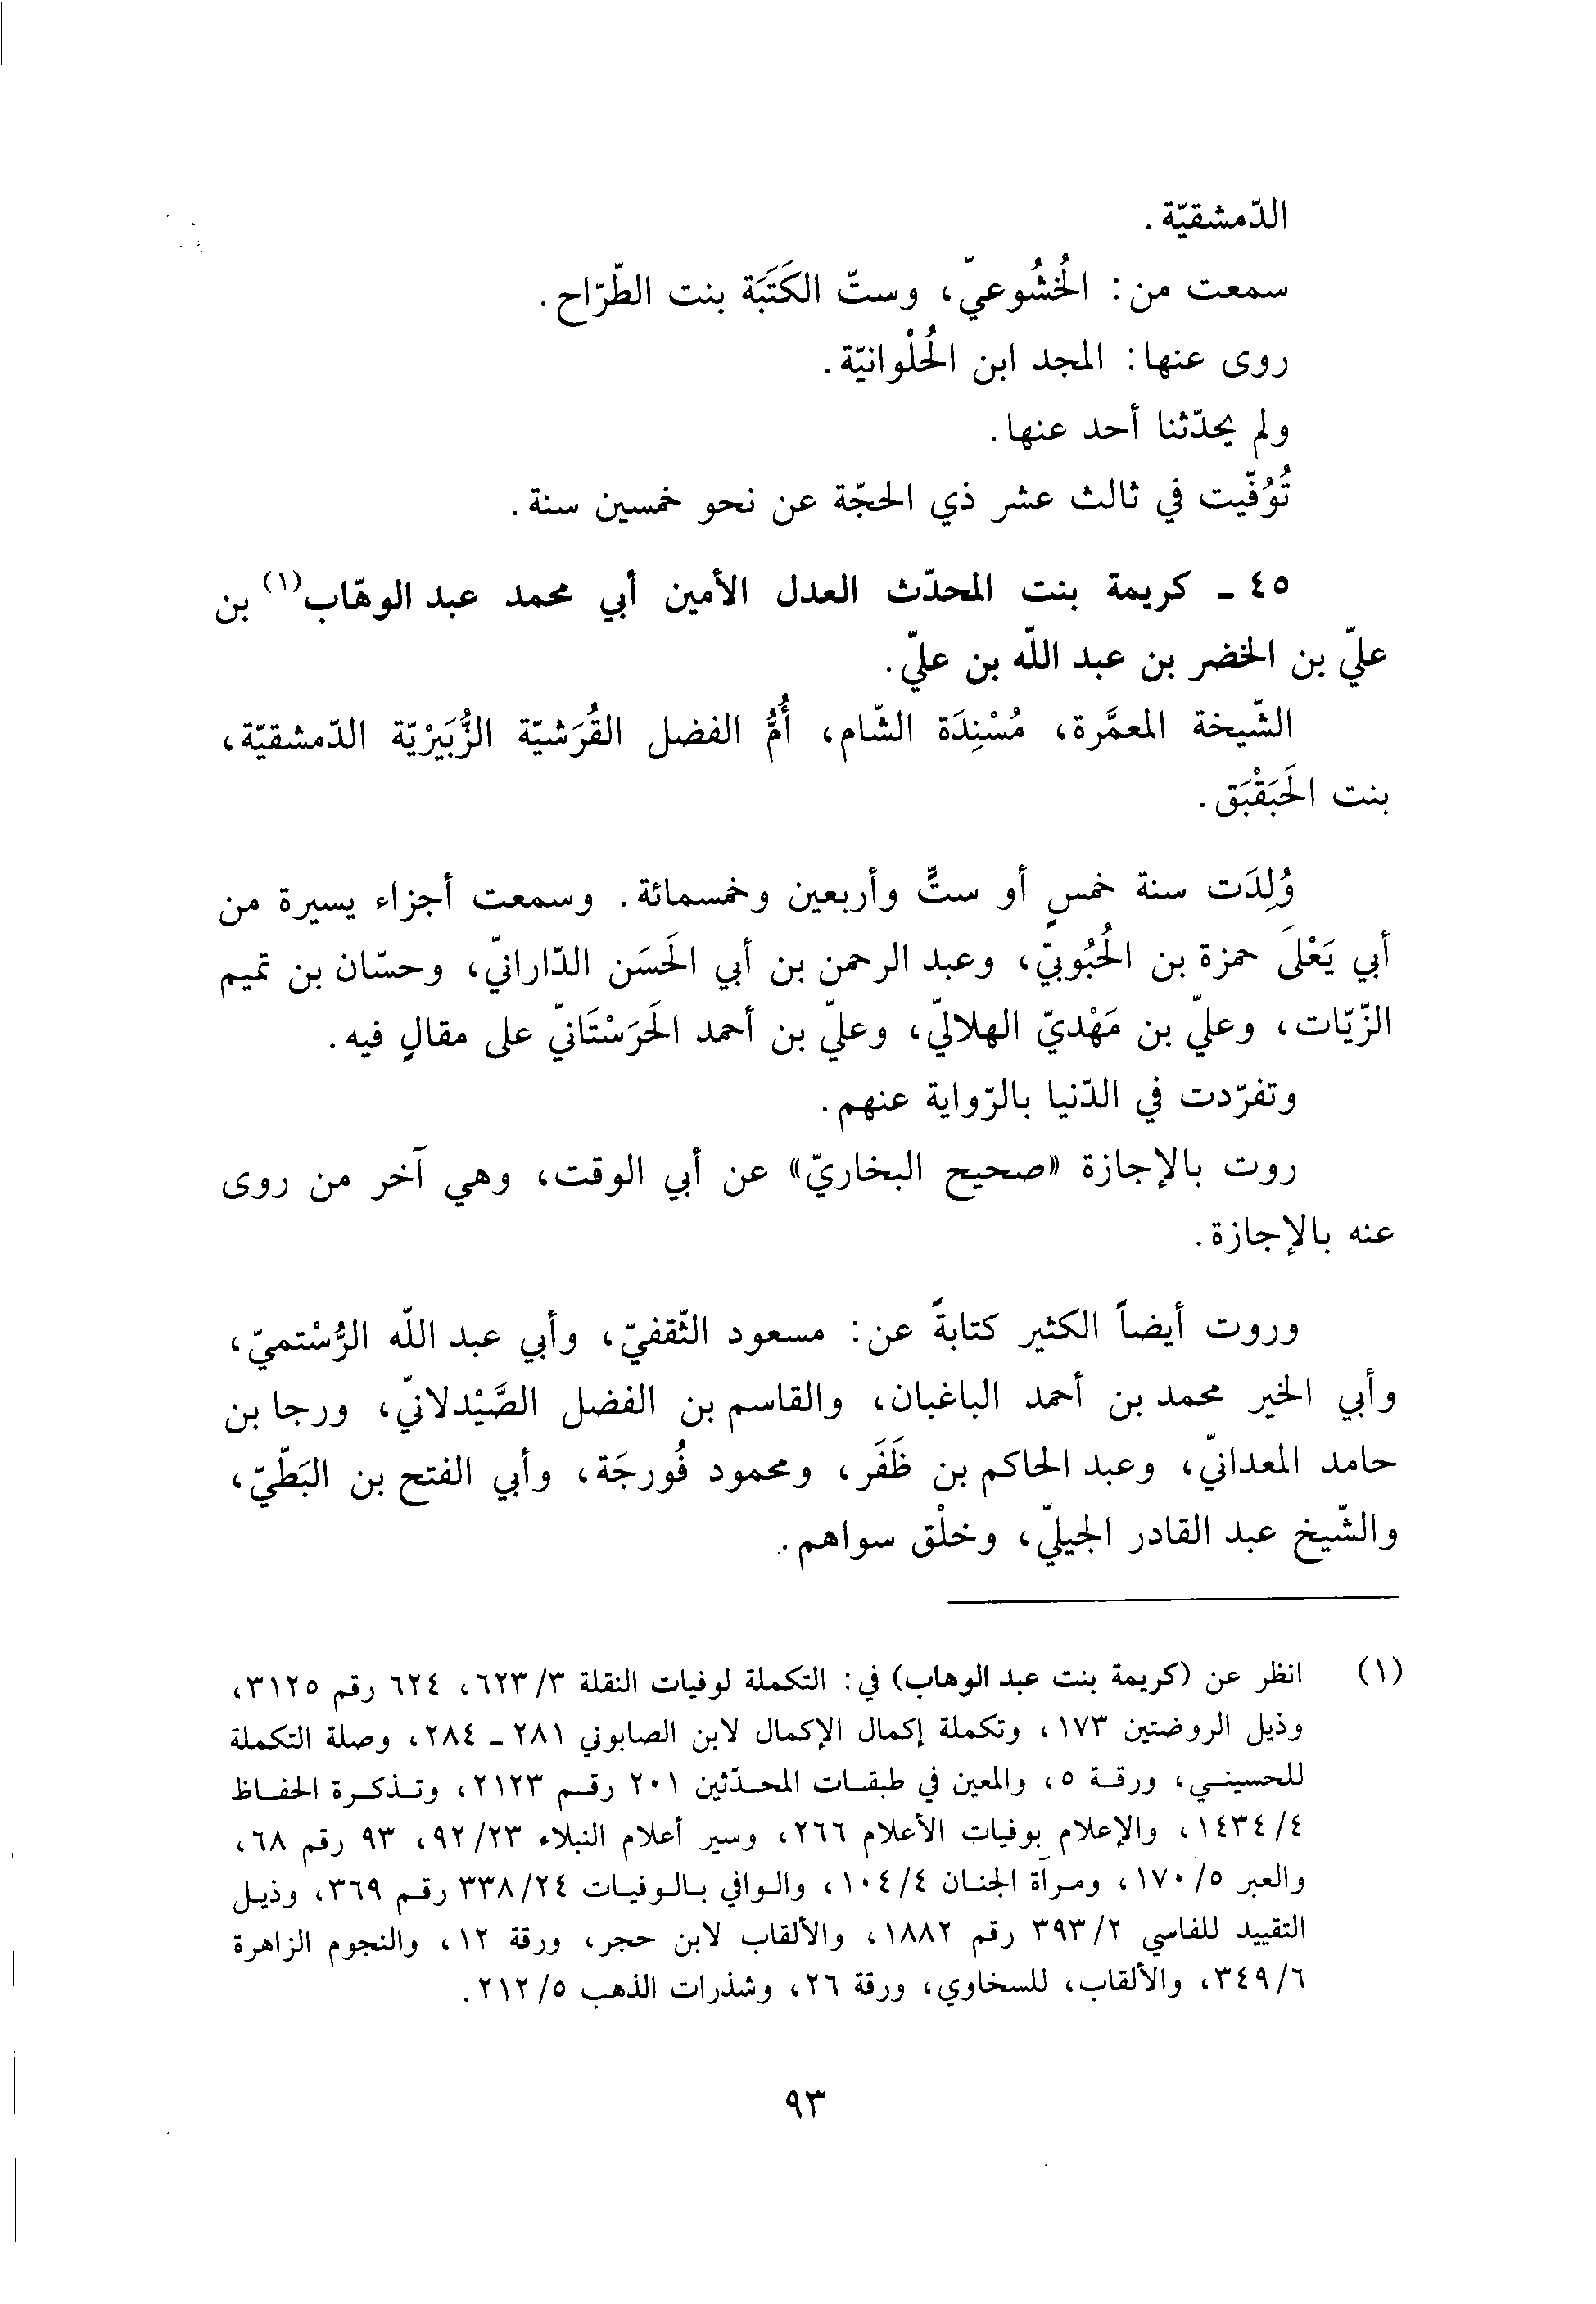 الدّمشقيّة.
سمعت من: الخُشُوعيّ، وستّ الكَتَبَة بنت الطّرّاح.
روى عنها: المجد ابن الحُلْوانيّة.
ولم يحدّثنا أحد عنها.
تُوُفّيت في ثالث عشر ذي الحجّة عن نحو خمسين سنة.
٤٥ - كريمة بنت المحدّث العدل الأمين أبي محمد عبد الوهّاب(١) بن
عليّ بن الخضر بن عبد اللّه بن عليّ.
الشّيخة المعمَّرة، مُسْنِدَة الشّام، أُمُّ الفضل القُرَشيّة الزُّبَيْريّة الدّمشقيّة،
بنت الحَبَقْبَق.
وُلِدَت سنة خمسٍ أو ستٍّ وأربعين وخمسمائة. وسمعت أجزاء يسيرة من
أبي يَعْلَى حمزة بن الحُبُوبيّ، وعبد الرحمن بن أبي الحَسَن الدّارانيّ، وحسّان بن تميم
الزّيّات، وعليّ بن مَهْديّ الهلاليّ، وعليّ بن أحمد الحَرَسْتَانيّ على مقالٍ فيه.
وتفرّدت في الدّنيا بالرّواية عنهم.
روت بالإجازة «صحيح البخاريّ» عن أبي الوقت، وهي آخر من روى
عنه بالإجازة.
وروت أيضاً الكثير كتابةً عن: مسعود الثّقفيّ، وأبي عبد اللّه الرُّسْتميّ،
وأبي الخير محمد بن أحمد الباغبان، والقاسم بن الفضل الصَّيْدلانيّ، ورجا بن
حامد المعدانيّ، وعبد الحاكم بن ظَفَر، ومحمود فُورجَة، وأبي الفتح بن البَطّيّ،
والشّيخ عبد القادر الجيليّ، وخلْق سواهم.
(١) انظر عن (كريمة بنت عبد الوهاب) في: التكملة لوفيات النقلة ٣/ ٦٢٣، ٦٢٤ رقم ٣١٢٥،
وذيل الروضتين ١٧٣، وتكملة إكمال الإكمال لابن الصابوني ٢٨١ - ٢٨٤، وصلة التكملة
للحسيني، ورقة ٥، والمعين في طبقات المحدّثين ٢٠١ رقم ٢١٢٣، وتذكرة الحفاظ
٤/ ١٤٣٤، والإعلام بوفيات الأعلام ٢٦٦، وسير أعلام النبلاء ٢٣/ ٩٢، ٩٣ رقم ٦٨،
والعبر ٥/ ١٧٠، ومرآة الجنان ٤/ ١٠٤، والوافي بالوفيات ٢٤/ ٣٣٨ رقم ٣٦٩، وذيل
التقييد للفاسي ٢/ ٣٩٣ رقم ١٨٨٢، والألقاب لابن حجر، ورقة ١٢، والنجوم الزاهرة
٦/ ٣٤٩، والألقاب، للسخاوي، ورقة ٢٦، وشذرات الذهب ٥/ ٢١٢.
٩٣